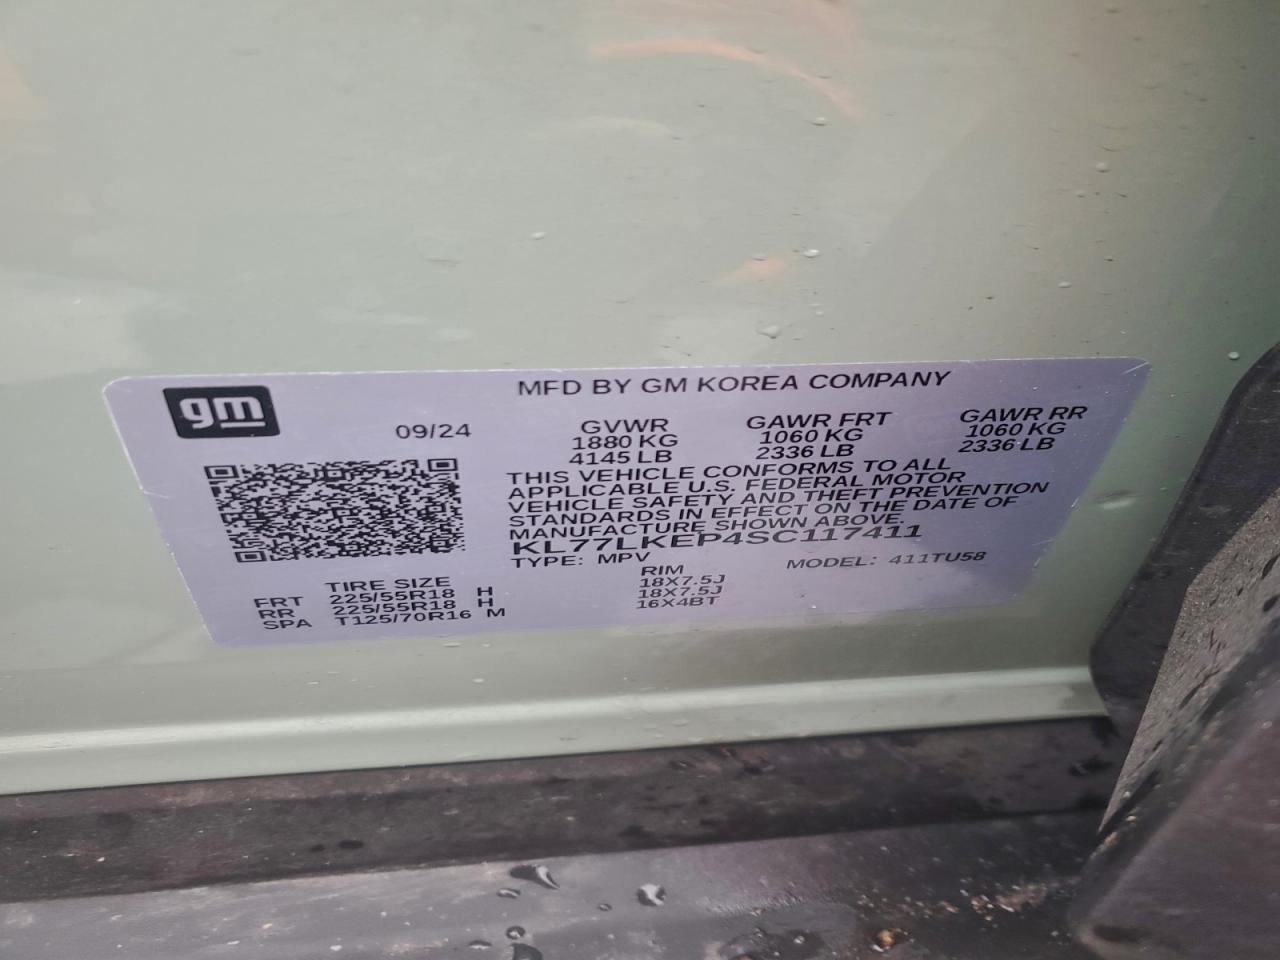 gm
MFD BY GM KOREA COMPANY
09/24
GVWR GAWR FRT GAWR RR
1880 KG 1060 KG 1060 KG
4145 LB 2336 LB 2336 LB
THIS VEHICLE CONFORMS TO ALL
APPLICABLE U.S. FEDERAL MOTOR
VEHICLE SAFETY AND THEFT PREVENTION
STANDARDS IN EFFECT ON THE DATE OF
MANUFACTURE SHOWN ABOVE.
KL77LKEP4SC117411
TYPE: MPV MODEL: 411TU58
TIRE SIZE RIM
FRT 225/55R18 H 18X7.5J
RR 225/55R18 H 18X7.5J
SPA T125/70R16 M 16X4BT